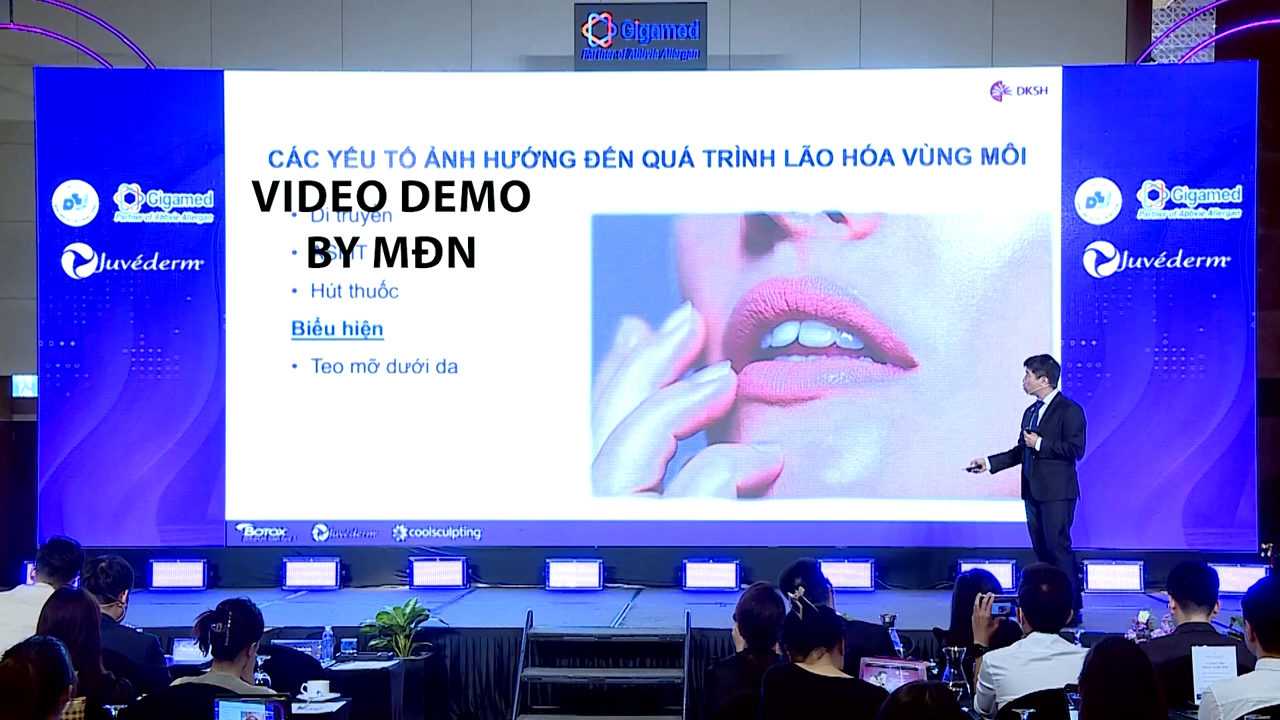 Gigamed
Partner of Abbvie Allergan
DKSH
CÁC YẾU TỐ ẢNH HƯỞNG ĐẾN QUÁ TRÌNH LÃO HÓA VÙNG MÔI
VIDEO DEMO
BY MĐN
• Di truyền
• Hút thuốc
Biểu hiện
• Teo mỡ dưới da
Gigamed
Partner of Abbvie Allergan
Juvéderm
Gigamed
Partner of Abbvie Allergan
Juvéderm
BOTOX
Juvéderm
coolsculpting